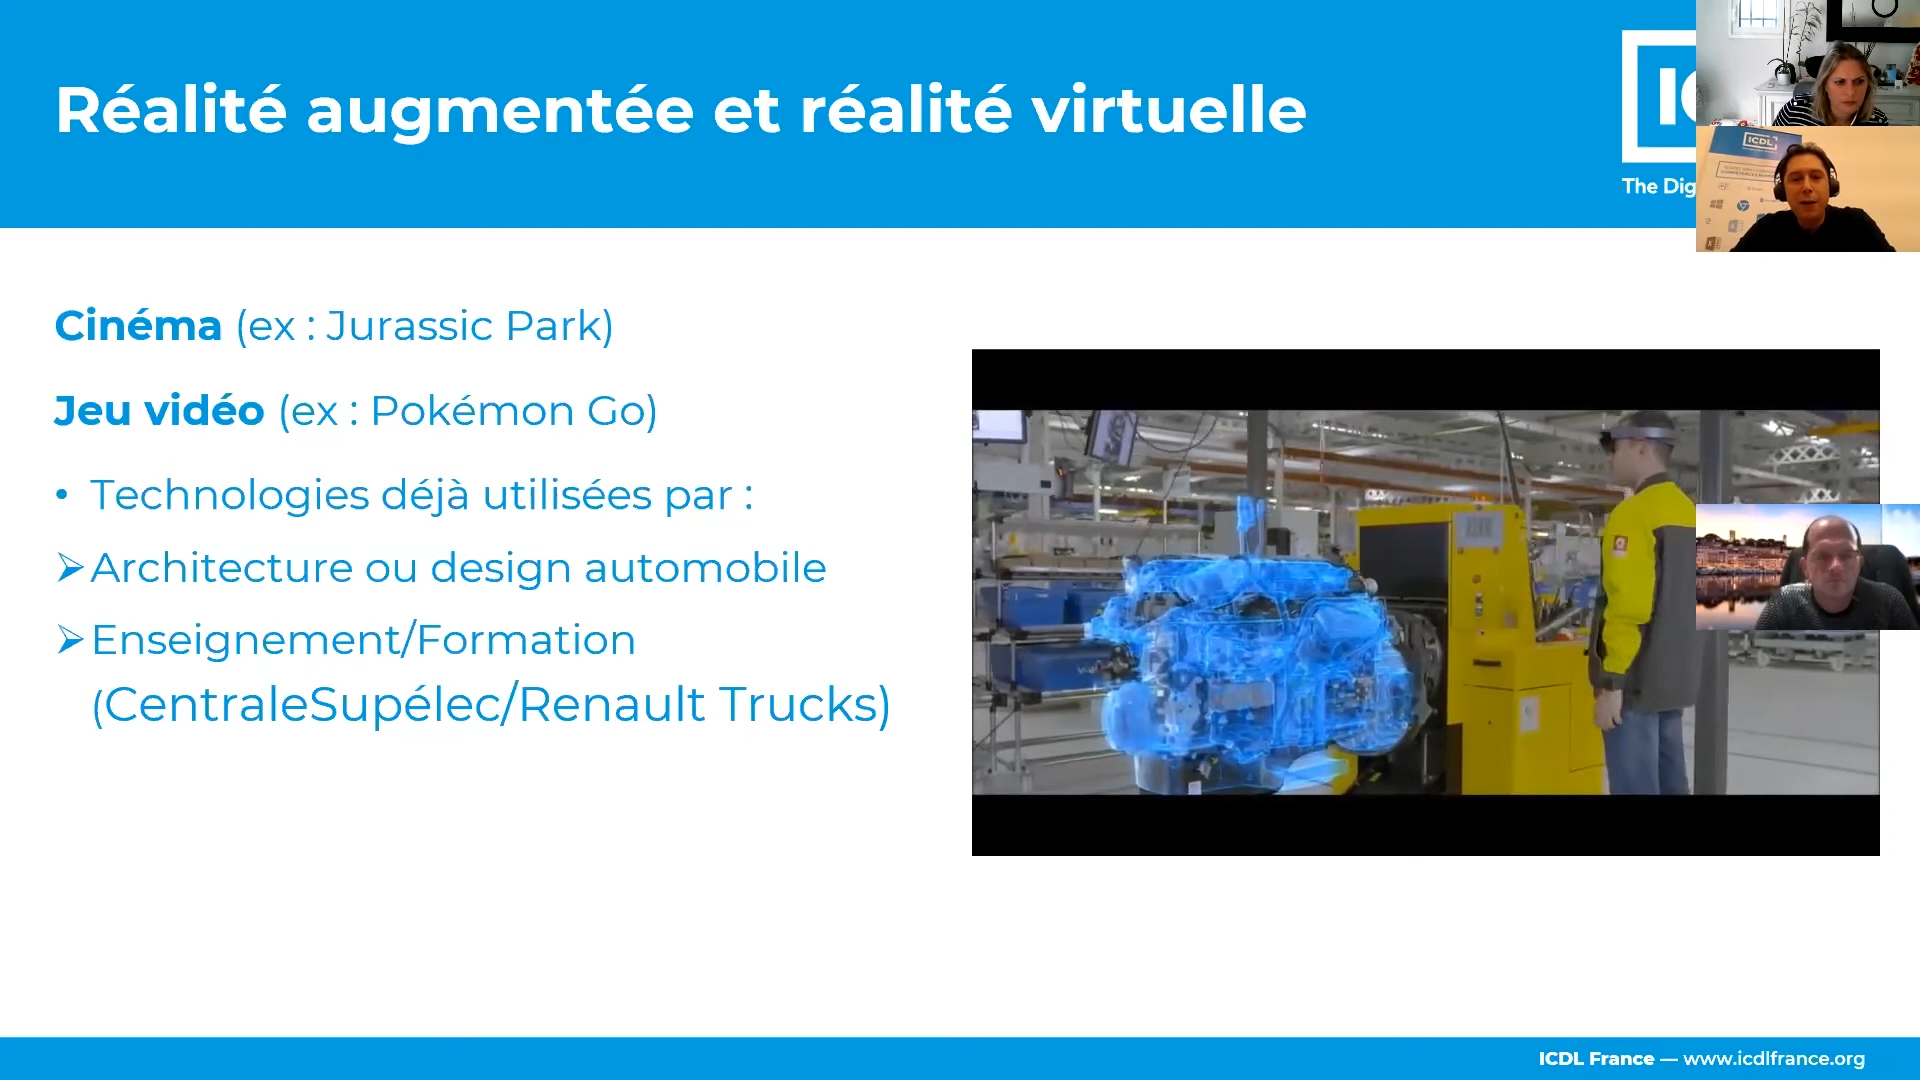 Réalité augmentée et réalité virtuelle
The Dig
ICDL
Cinéma (ex : Jurassic Park)
Jeu vidéo (ex : Pokémon Go)
• Technologies déjà utilisées par :
➢ Architecture ou design automobile
➢ Enseignement/Formation
(CentraleSupélec/Renault Trucks)
ICDL France — www.icdlfrance.org